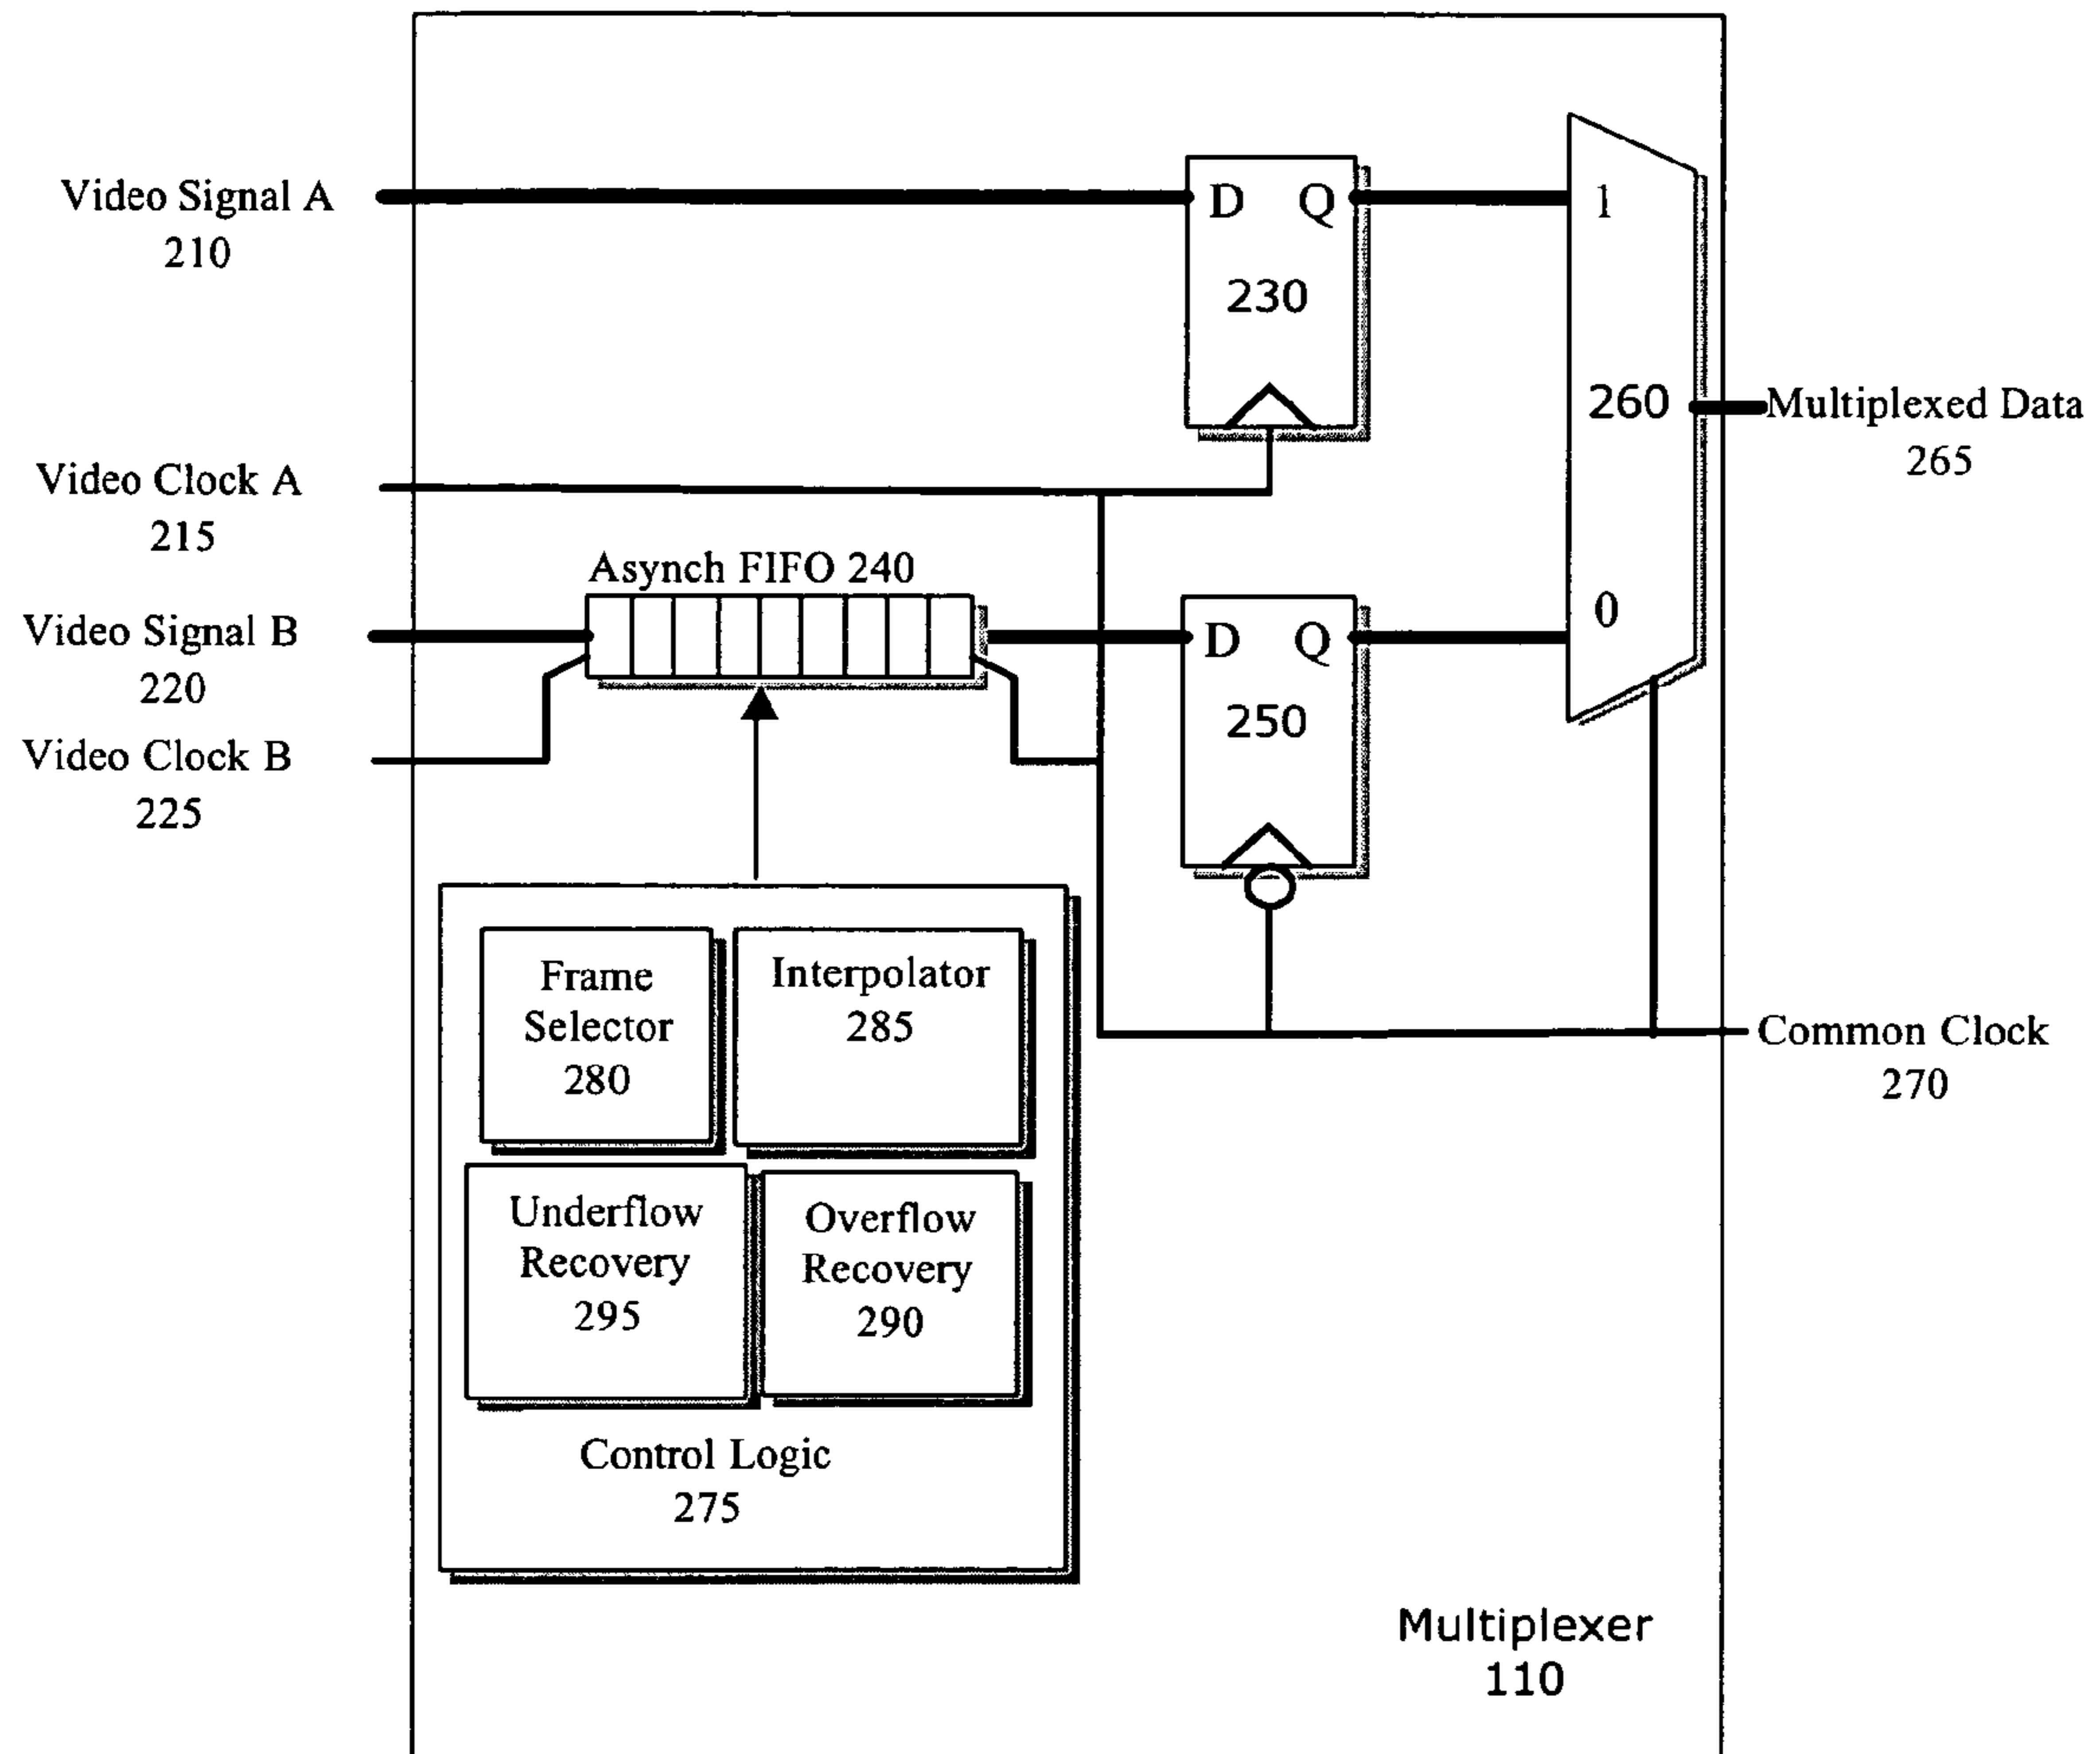 Video Signal A
210
D Q
230
1
260
Multiplexed Data
265
Video Clock A
215
Asynch FIFO 240
Video Signal B
220
D Q
250
0
Video Clock B
225
Frame
Selector
280
Interpolator
285
Common Clock
270
Underflow
Recovery
295
Overflow
Recovery
290
Control Logic
275
Multiplexer
110